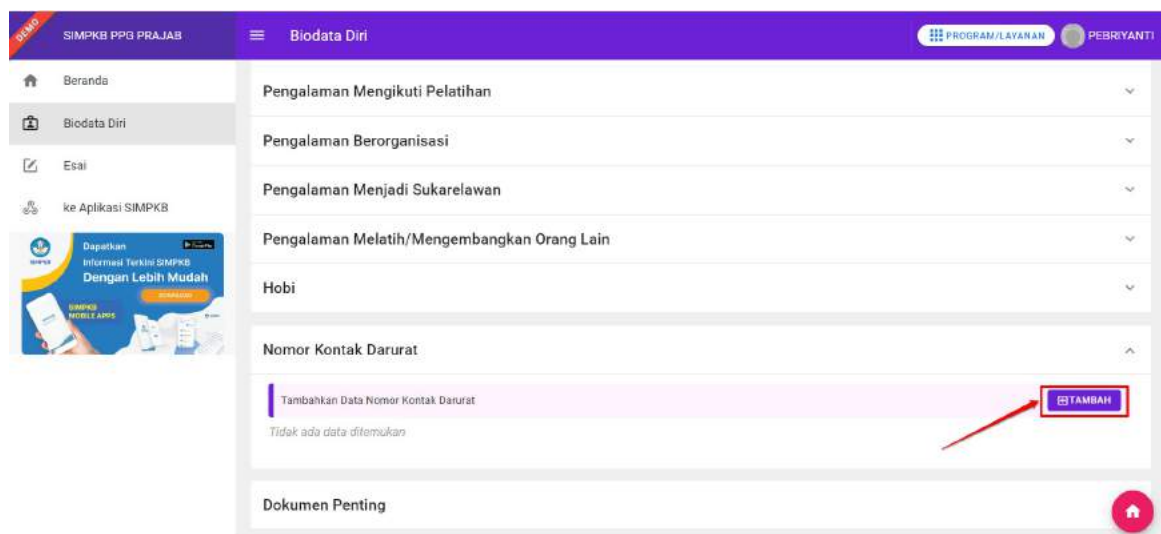 DEMO
SIMPKB PPG PRAJAB
Biodata Diri
PROGRAM/LAYANAN
PEBRIYANTI
Beranda
Biodata Diri
Esai
ke Aplikasi SIMPKB
Dapatkan
Informasi Terkini SIMPKB
Dengan Lebih Mudah
SIMPKB
MOBILE APPS
Pengalaman Mengikuti Pelatihan
Pengalaman Berorganisasi
Pengalaman Menjadi Sukarelawan
Pengalaman Melatih/Mengembangkan Orang Lain
Hobi
Nomor Kontak Darurat
Tambahkan Data Nomor Kontak Darurat
TAMBAH
Tidak ada data ditemukan
Dokumen Penting